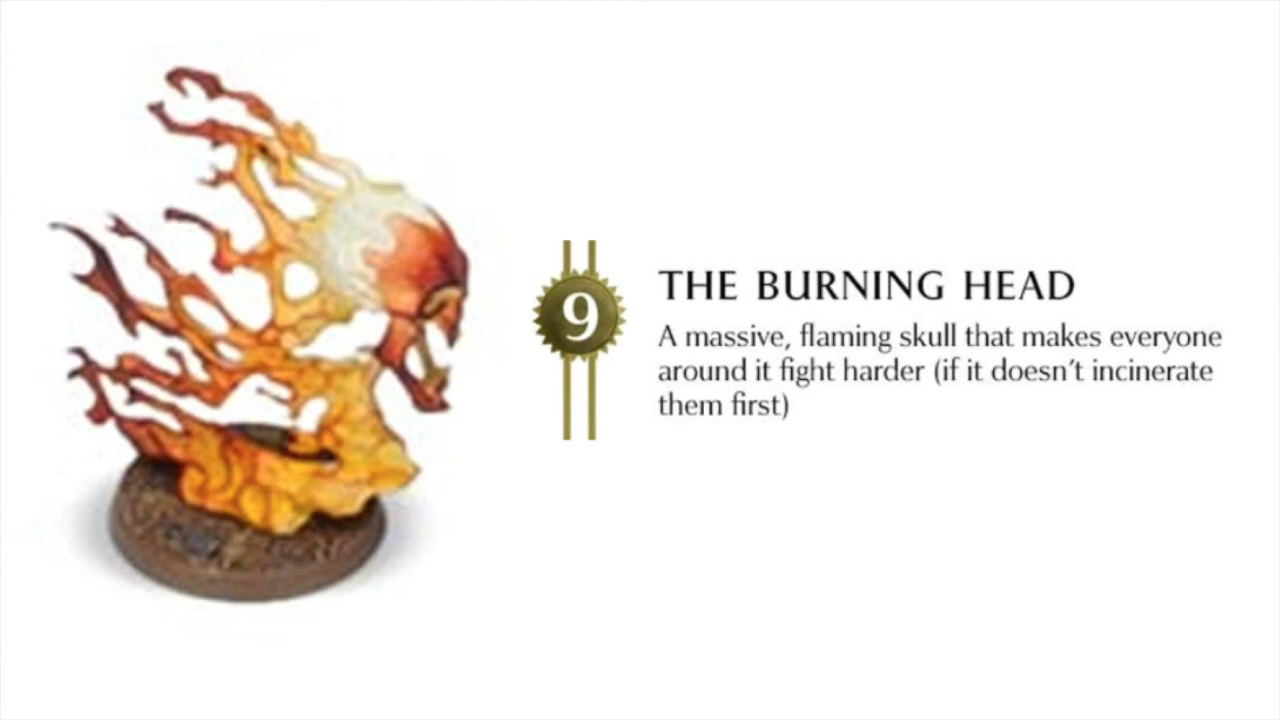 9
THE BURNING HEAD
A massive, flaming skull that makes everyone
around it fight harder (if it doesn’t incinerate
them first)